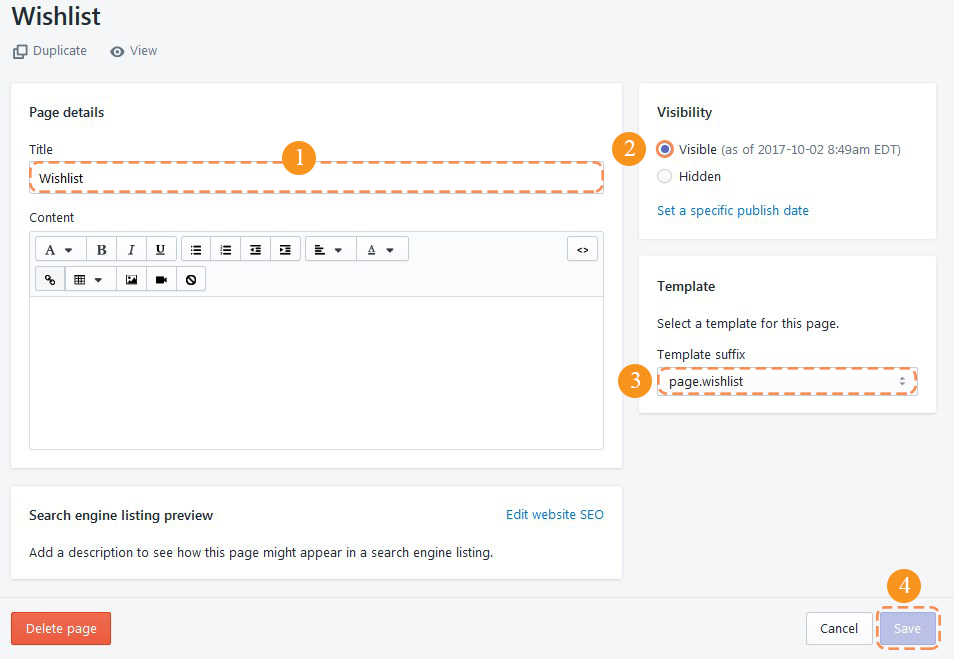 Wishlist
Duplicate View
Page details
Title
1
Wishlist
Content
A B I U A <>
Search engine listing preview Edit website SEO
Add a description to see how this page might appear in a search engine listing.
Visibility
2
Visible (as of 2017-10-02 8:49am EDT)
Hidden
Set a specific publish date
Template
Select a template for this page.
Template suffix
3
page.wishlist
4
Delete page Cancel Save